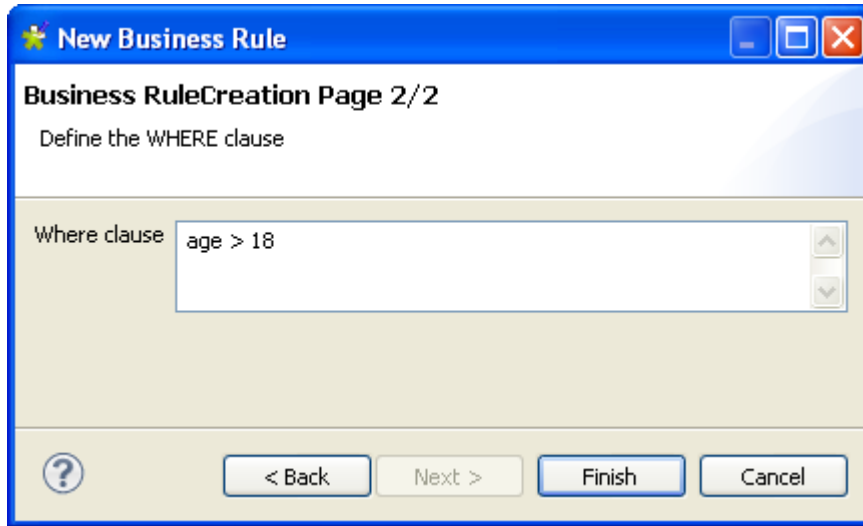 New Business Rule
Business RuleCreation Page 2/2
Define the WHERE clause
Where clause
age > 18
?
< Back
Next >
Finish
Cancel